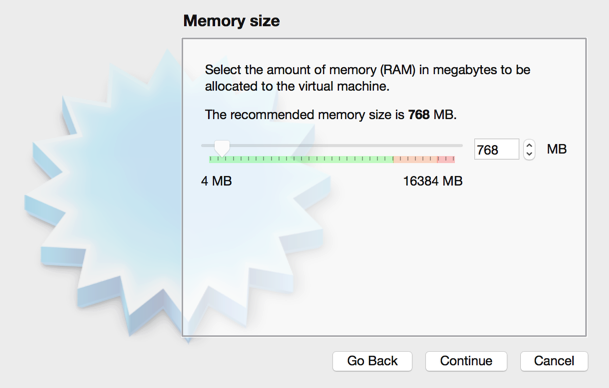 Memory size
Select the amount of memory (RAM) in megabytes to be
allocated to the virtual machine.
The recommended memory size is 768 MB.
768 MB
4 MB 16384 MB
Go Back Continue Cancel